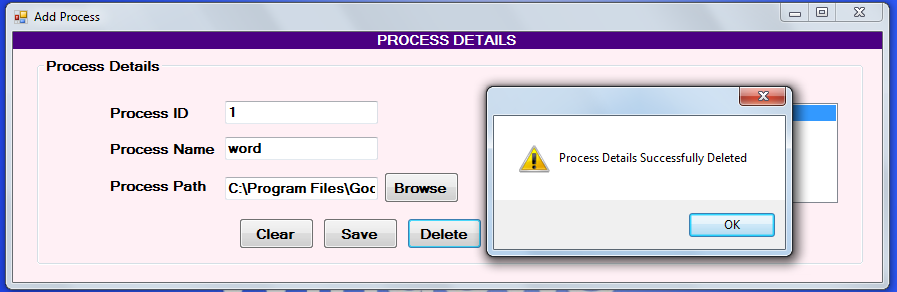 Add Process
PROCESS DETAILS
Process Details
Process ID
1
Process Name
word
Process Path
C:\Program Files\Goo
Browse
Clear
Save
Delete
Process Details Successfully Deleted
OK